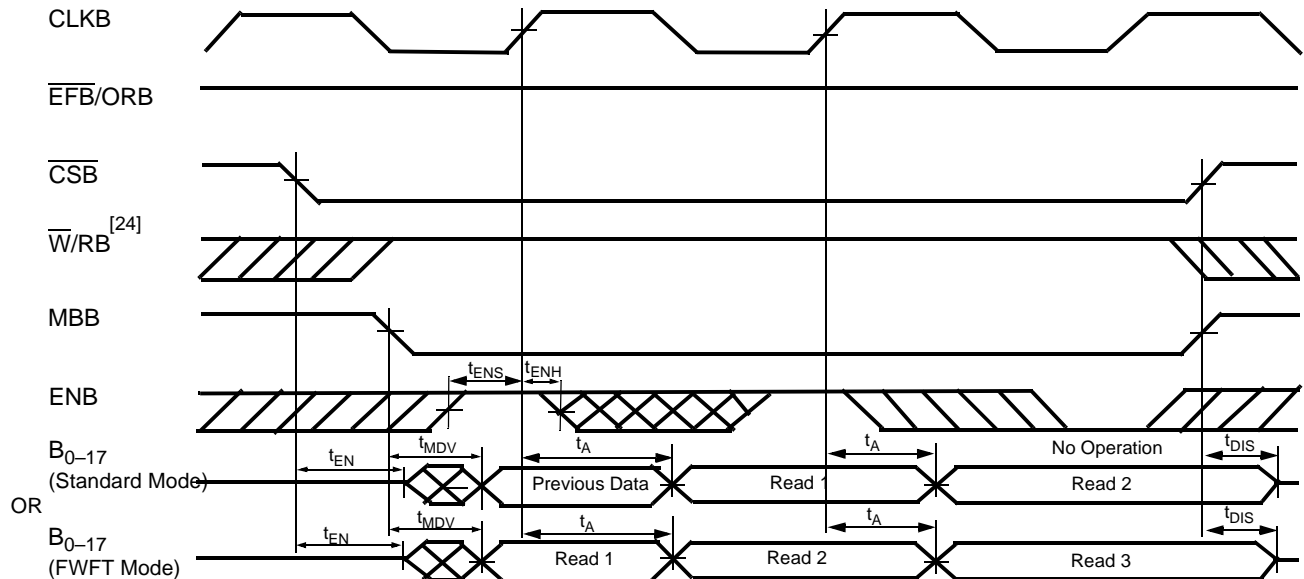 CLKB
EFB/ORB
CSB
W/RB[24]
MBB
tENS tENH
ENB
B0–17
(Standard Mode)
tEN tMDV tA tA No Operation tDIS
Previous Data Read 1 Read 2
OR
B0–17
(FWFT Mode)
tEN tMDV tA tA tDIS
Read 1 Read 2 Read 3